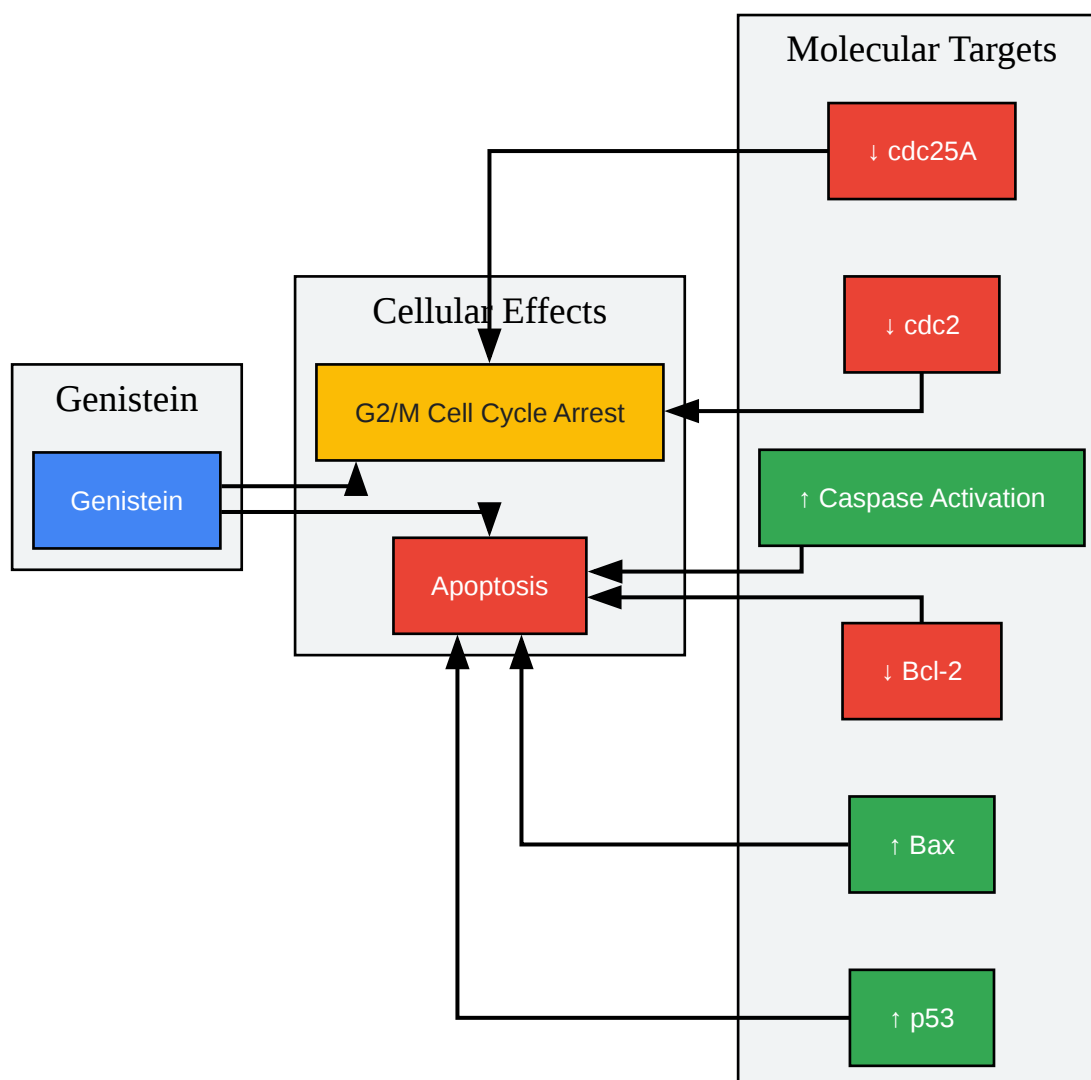 Genistein
Genistein
Cellular Effects
G2/M Cell Cycle Arrest
Apoptosis
Molecular Targets
↓ cdc25A
↓ cdc2
↑ Caspase Activation
↓ Bcl-2
↑ Bax
↑ p53